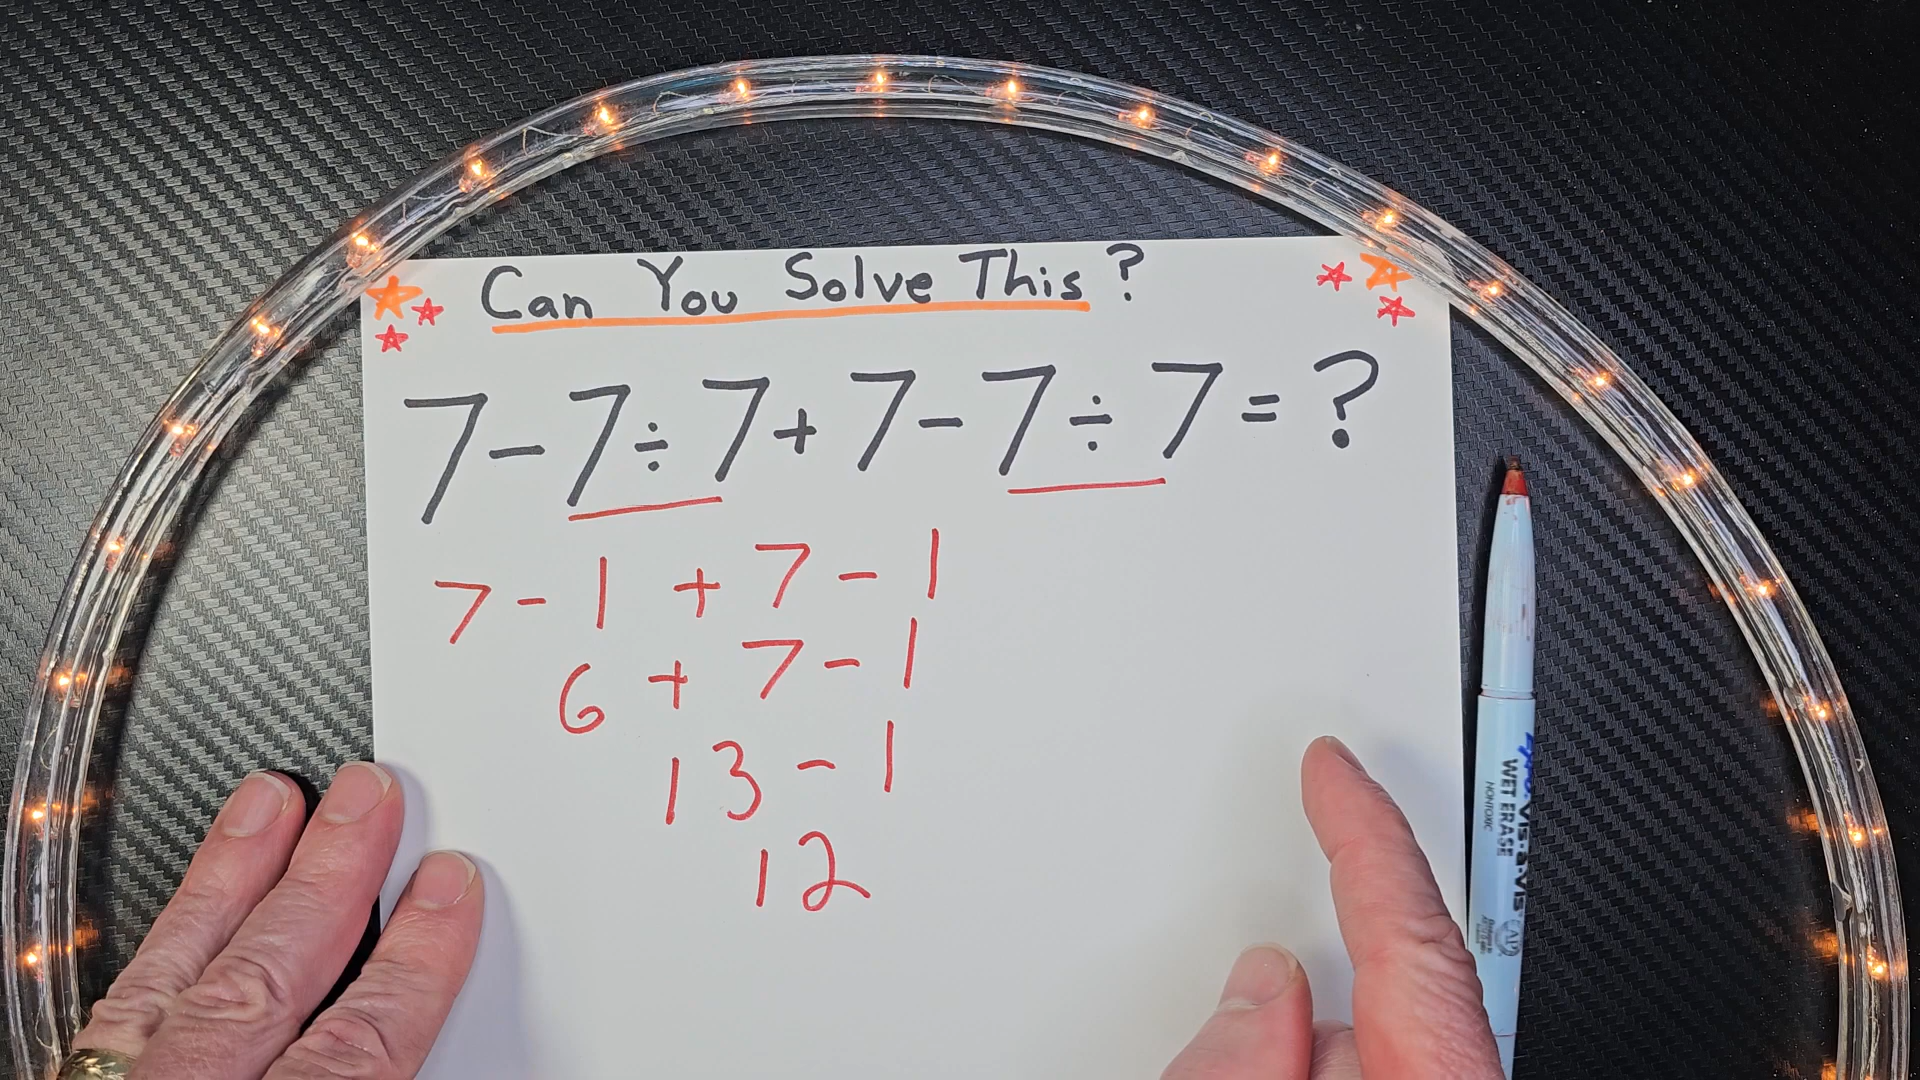 Can You Solve This?
7-7÷7+7-7÷7=?
7-1+7-1
6+7-1
13-1
12
VIS-à-VIS
WET ERASE
NONTOXIC
AP